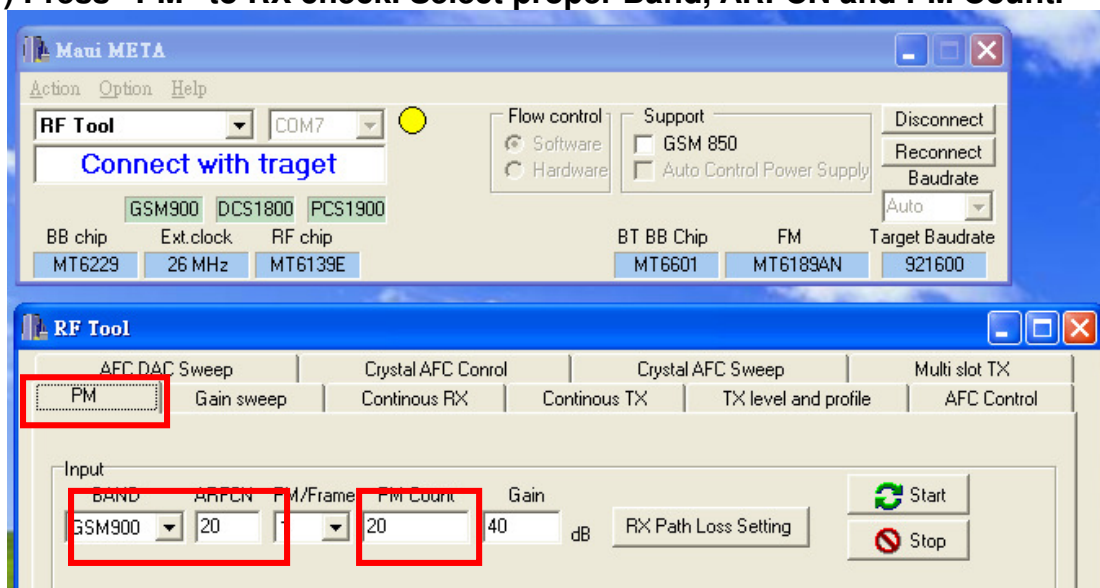 ) Press "PM" to RX check. Select proper Band, ARFCN and PM Count.
Maui META
Action Option Help
RF Tool COM7
Connect with traget
Flow control
Software
Hardware
Support
GSM 850
Auto Control Power Supply
Disconnect
Reconnect
Baudrate
Auto
GSM900 DCS1800 PCS1900
BB chip Ext.clock RF chip BT BB Chip FM Target Baudrate
MT6229 26 MHz MT6139E MT6601 MT6189AN 921600
RF Tool
AFC DAC Sweep Crystal AFC Conrol Crystal AFC Sweep Multi slot TX
PM Gain sweep Continous RX Continous TX TX level and profile AFC Control
Input
BAND ARFCN PM/Frame PM Count Gain
GSM900 20 20 40 dB RX Path Loss Setting
Start
Stop